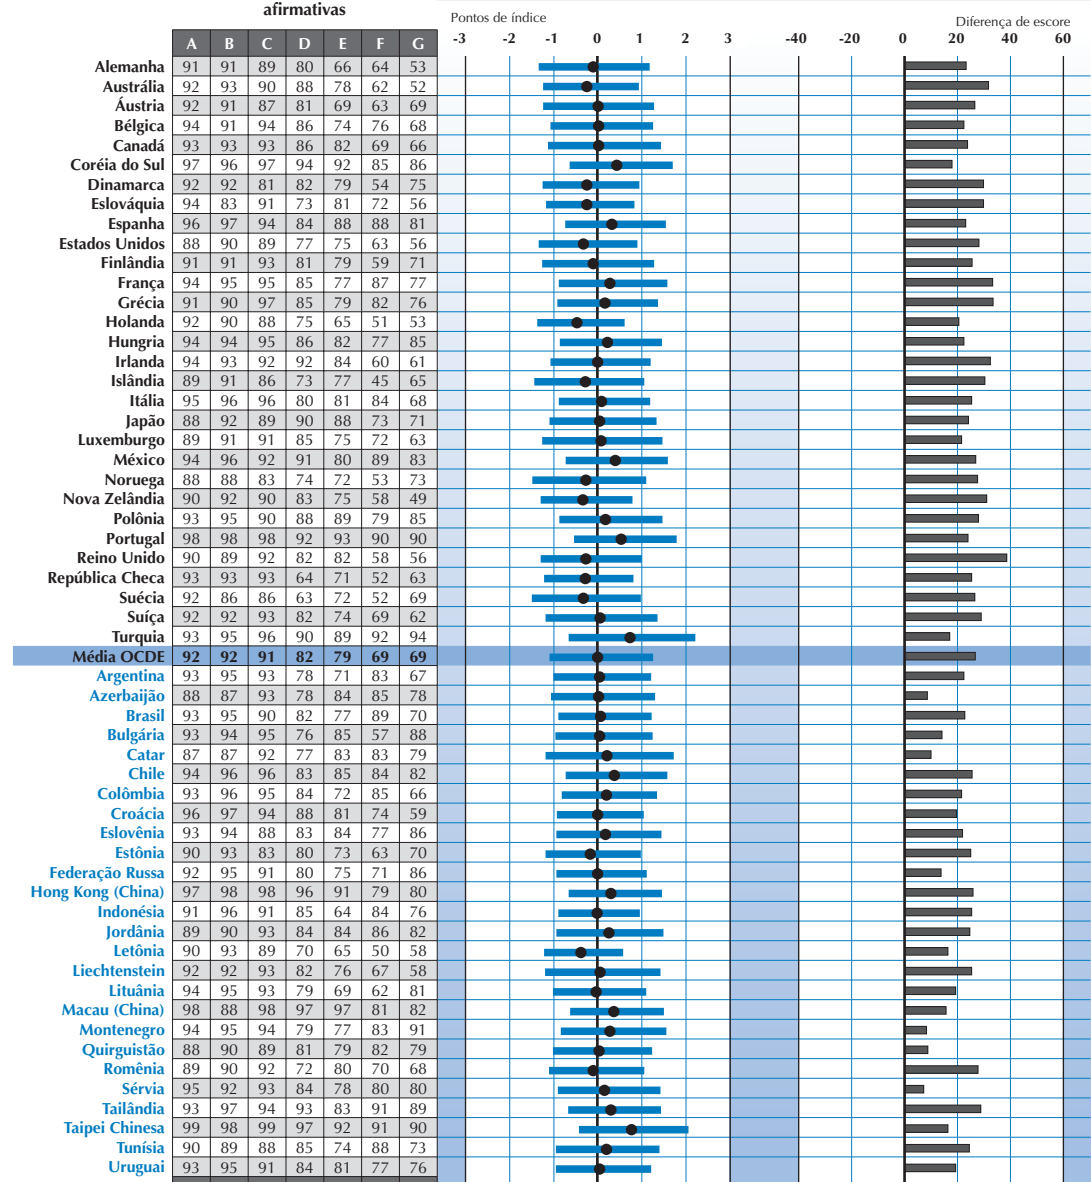 afirmativas
Pontos de índice
Diferença de escore
-3 -2 -1 0 1 2 3 -40 -20 0 20 40 60
A B C D E F G
Alemanha 91 91 89 80 66 64 53
Austrália 92 93 90 88 78 62 52
Áustria 92 91 87 81 69 63 69
Bélgica 94 91 94 86 74 76 68
Canadá 93 93 93 86 82 69 66
Coréia do Sul 97 96 97 94 92 85 86
Dinamarca 92 92 81 82 79 54 75
Eslováquia 94 83 91 73 81 72 56
Espanha 96 97 94 84 88 88 81
Estados Unidos 88 90 89 77 75 63 56
Finlândia 91 91 93 81 79 59 71
França 94 95 95 85 77 87 77
Grécia 91 90 97 85 79 82 76
Holanda 92 90 88 75 65 51 53
Hungria 94 94 95 86 82 77 85
Irlanda 94 93 92 92 84 60 61
Islândia 89 91 86 73 77 45 65
Itália 95 96 96 80 81 84 68
Japão 88 92 89 90 88 73 71
Luxemburgo 89 91 91 85 75 72 63
México 94 96 92 91 80 89 83
Noruega 88 88 83 74 72 53 73
Nova Zelândia 90 92 90 83 75 58 49
Polônia 93 95 90 88 89 79 85
Portugal 98 98 98 92 93 90 90
Reino Unido 90 89 92 82 82 58 56
República Checa 93 93 93 64 71 52 63
Suécia 92 86 86 63 72 52 69
Suíça 92 92 93 82 74 69 62
Turquia 93 95 96 90 89 92 94
Média OCDE 92 92 91 82 79 69 69
Argentina 93 95 93 78 71 83 67
Azerbaijão 88 87 93 78 84 85 78
Brasil 93 95 90 82 77 89 70
Bulgária 93 94 95 76 85 57 88
Catar 87 87 92 77 83 83 79
Chile 94 96 96 83 85 84 82
Colômbia 93 96 95 84 72 85 66
Croácia 96 97 94 88 81 74 59
Eslovênia 93 94 88 83 84 77 86
Estônia 90 93 83 80 73 63 70
Federação Russa 92 95 91 80 75 71 86
Hong Kong (China) 97 98 98 96 91 79 80
Indonésia 91 96 91 85 64 84 76
Jordânia 89 90 93 84 84 86 82
Letônia 90 93 89 70 65 50 58
Liechtenstein 92 92 93 82 76 67 58
Lituânia 94 95 93 79 69 62 81
Macau (China) 98 88 98 97 97 81 82
Montenegro 94 95 94 79 77 83 91
Quirguistão 88 90 89 81 79 82 79
Romênia 89 90 92 72 80 70 68
Sérvia 95 92 93 84 78 80 80
Tailândia 93 97 94 93 83 91 89
Taipei Chinesa 99 98 99 97 92 91 90
Tunísia 90 89 88 85 74 88 73
Uruguai 93 95 91 84 81 77 76